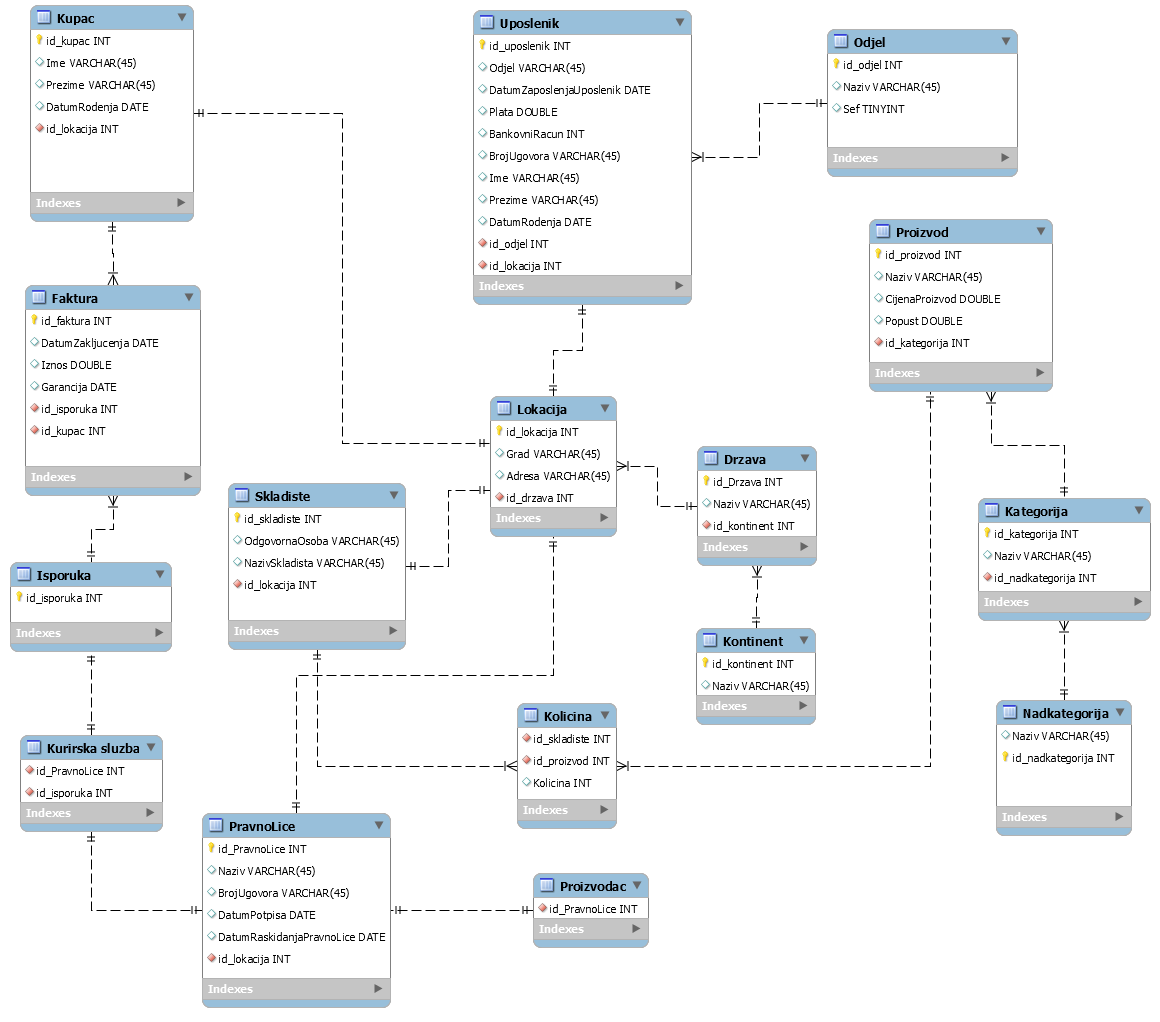 Kupac
id_kupac INT
Ime VARCHAR(45)
Prezime VARCHAR(45)
DatumRodenja DATE
id_lokacija INT
Indexes
Uposlenik
id_uposlenik INT
Odjel VARCHAR(45)
DatumZaposlenjaUposlenik DATE
Plata DOUBLE
BankovniRacun INT
BrojUgovora VARCHAR(45)
Ime VARCHAR(45)
Prezime VARCHAR(45)
DatumRodenja DATE
id_odjel INT
id_lokacija INT
Indexes
Odjel
id_odjel INT
Naziv VARCHAR(45)
Sef TINYINT
Indexes
Proizvod
id_proizvod INT
Naziv VARCHAR(45)
CijenaProizvod DOUBLE
Popust DOUBLE
id_kategorija INT
Indexes
Faktura
id_faktura INT
DatumZakljucenja DATE
Iznos DOUBLE
Garancija DATE
id_isporuka INT
id_kupac INT
Indexes
Lokacija
id_lokacija INT
Grad VARCHAR(45)
Adresa VARCHAR(45)
id_drzava INT
Indexes
Drzava
id_Drzava INT
Naziv VARCHAR(45)
id_kontinent INT
Indexes
Skladiste
id_skladiste INT
OdgovornaOsoba VARCHAR(45)
NazivSkladista VARCHAR(45)
id_lokacija INT
Indexes
Kategorija
id_kategorija INT
Naziv VARCHAR(45)
id_nadkategorija INT
Indexes
Isporuka
id_isporuka INT
Indexes
Kontinent
id_kontinent INT
Naziv VARCHAR(45)
Indexes
Kolicina
id_skladiste INT
id_proizvod INT
Kolicina INT
Indexes
Nadkategorija
Naziv VARCHAR(45)
id_nadkategorija INT
Indexes
Kurirska sluzba
id_PravnoLice INT
id_isporuka INT
Indexes
PravnoLice
id_PravnoLice INT
Naziv VARCHAR(45)
BrojUgovora VARCHAR(45)
DatumPotpisa DATE
DatumRaskidanjaPravnoLice DATE
id_lokacija INT
Indexes
Proizvodac
id_PravnoLice INT
Indexes